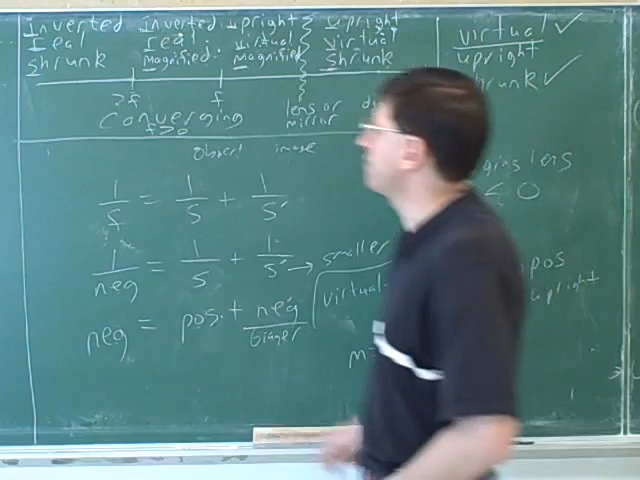 Inverted Inverted upright upright
real real virtual virtual
shrunk magnified magnified shrunk
>f f
Converging lens or
f>0 mirror
Object image
1/f = 1/s + 1/s'
1/neg = 1/s + 1/s' → smaller
virtual
neg = pos. + neg/bigger
m=
virtual ✓
upright
shrunk ✓
ging lens
< 0
pos
upright